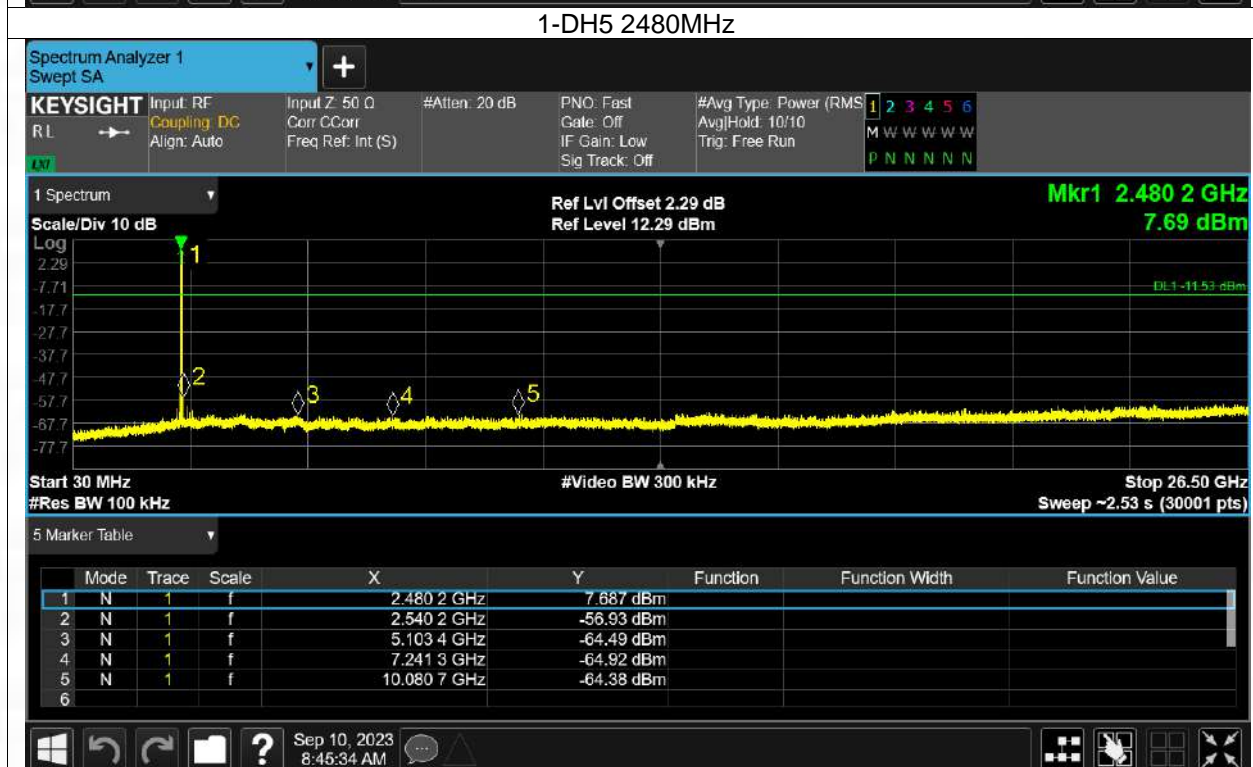 1-DH5 2480MHz
Spectrum Analyzer 1
Swept SA
+
KEYSIGHT Input: RF Input Z: 50 Ω #Atten: 20 dB PNO: Fast #Avg Type: Power (RMS 1 2 3 4 5 6
RL Coupling: DC Corr CCorr Gate: Off Avg|Hold: 10/10 M W W W W W
Align: Auto Freq Ref: Int (S) IF Gain: Low Trig: Free Run
LXI Sig Track: Off P N N N N N
1 Spectrum Ref Lvl Offset 2.29 dB Mkr1 2.480 2 GHz
Scale/Div 10 dB Ref Level 12.29 dBm 7.69 dBm
Log
1
2.29
-7.71 DL1 -11.53 dBm
-17.7
-27.7
-37.7
-47.7 2
-57.7 3 4 5
-67.7
-77.7
Start 30 MHz #Video BW 300 kHz Stop 26.50 GHz
#Res BW 100 kHz Sweep ~2.53 s (30001 pts)
5 Marker Table
Mode Trace Scale X Y Function Function Width Function Value
1 N 1 f 2.480 2 GHz 7.687 dBm
2 N 1 f 2.540 2 GHz -56.93 dBm
3 N 1 f 5.103 4 GHz -64.49 dBm
4 N 1 f 7.241 3 GHz -64.92 dBm
5 N 1 f 10.080 7 GHz -64.38 dBm
6
? Sep 10, 2023
8:45:34 AM